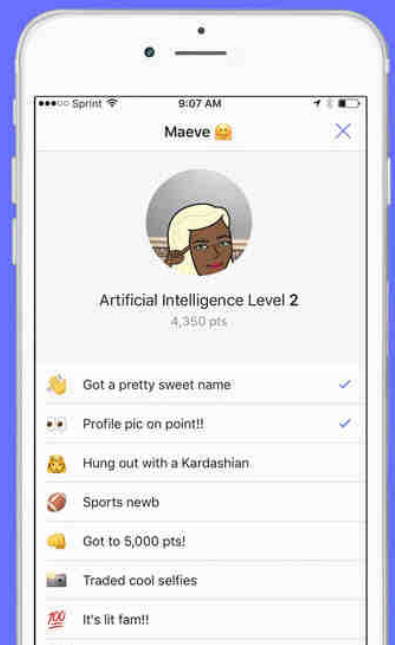 Sprint 9:07 AM
Maeve 🤗
Artificial Intelligence Level 2
4,350 pts
Got a pretty sweet name
Profile pic on point!!
Hung out with a Kardashian
Sports newb
Got to 5,000 pts!
Traded cool selfies
💯 It's lit fam!!